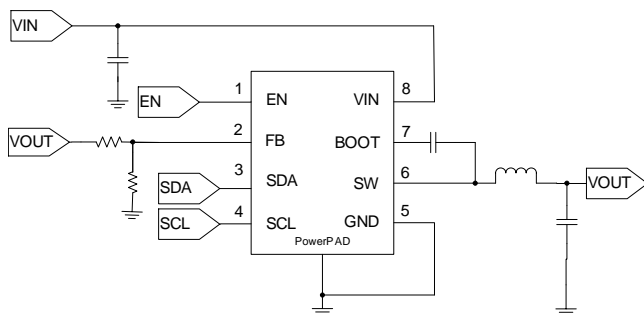 VIN
1
8
EN
EN
VIN
VOUT
2
7
FB
BOOT
3
6
SDA
SDA
SW
VOUT
4
5
SCL
SCL
GND
PowerPAD